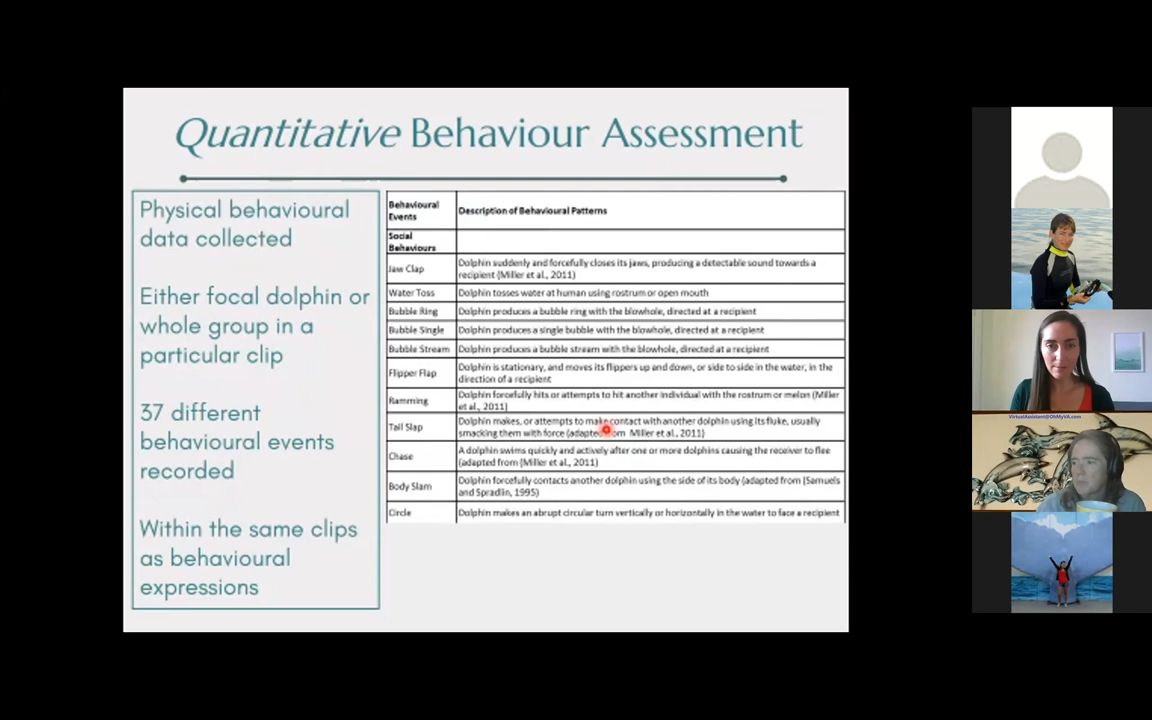 Quantitative Behaviour Assessment
Physical behavioural
data collected
Either focal dolphin or
whole group in a
particular clip
37 different
behavioural events
recorded
Within the same clips
as behavioural
expressions
Behavioural
Events
Description of Behavioural Patterns
Social
Behaviours
Jaw Clap
Dolphin suddenly and forcefully closes its jaws, producing a detectable sound towards a
recipient (Miller et al., 2011)
Water Toss
Dolphin tosses water at human using rostrum or open mouth
Bubble Ring
Dolphin produces a bubble ring with the blowhole, directed at a recipient
Bubble Single
Dolphin produces a single bubble with the blowhole, directed at a recipient
Bubble Stream
Dolphin produces a bubble stream with the blowhole, directed at a recipient
Flipper Flap
Dolphin is stationary, and moves its flippers up and down, or side to side in the water, in the
direction of a recipient
Ramming
Dolphin forcefully hits or attempts to hit another individual with the rostrum or melon (Miller
et al., 2011)
Tail Slap
Dolphin makes, or attempts to make contact with another dolphin using its fluke, usually
smacking them with force (adapted from Miller et al., 2011)
Chase
A dolphin swims quickly and actively after one or more dolphins causing the receiver to flee
(adapted from (Miller et al., 2011)
Body Slam
Dolphin forcefully contacts another dolphin using the side of its body (adapted from (Samuels
and Spradlin, 1995)
Circle
Dolphin makes an abrupt circular turn vertically or horizontally in the water to face a recipient
VirtualAssistant@OhMyVA.com